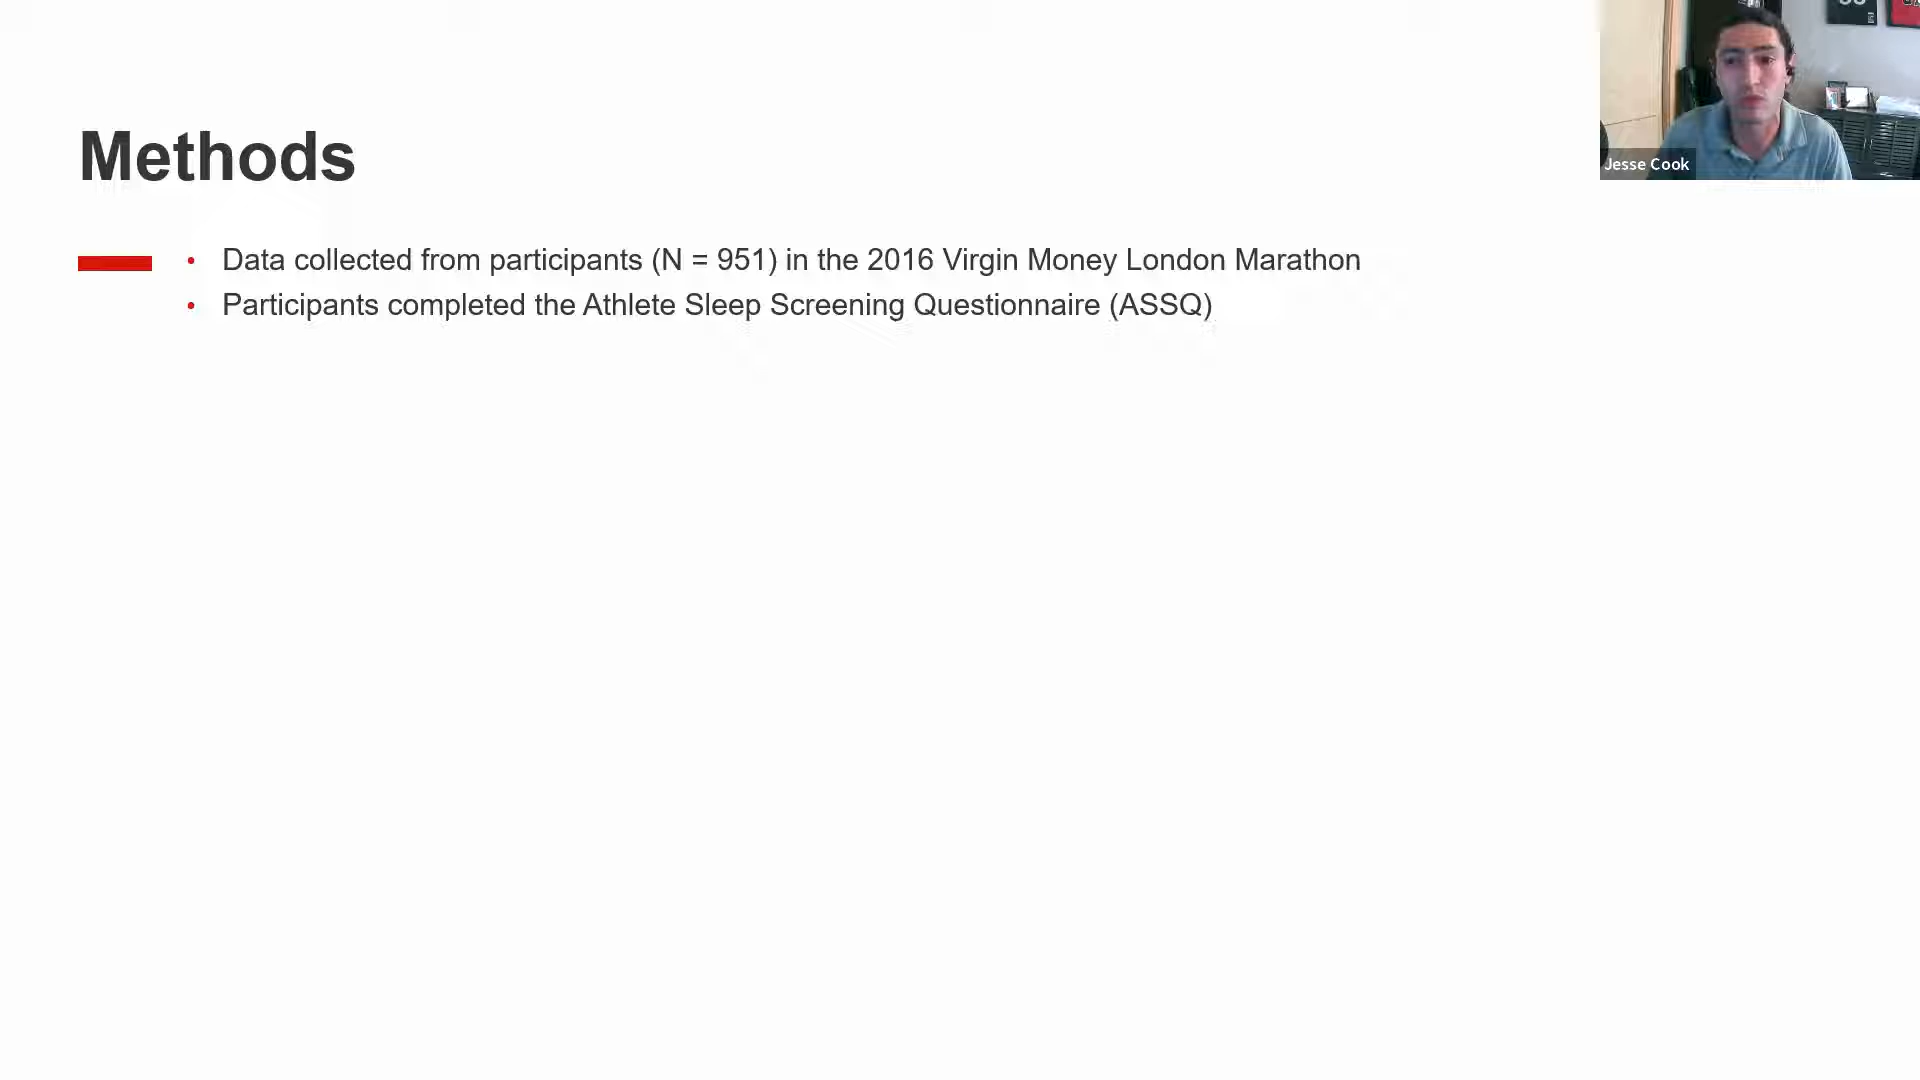 Methods
• Data collected from participants (N = 951) in the 2016 Virgin Money London Marathon
• Participants completed the Athlete Sleep Screening Questionnaire (ASSQ)
Jesse Cook